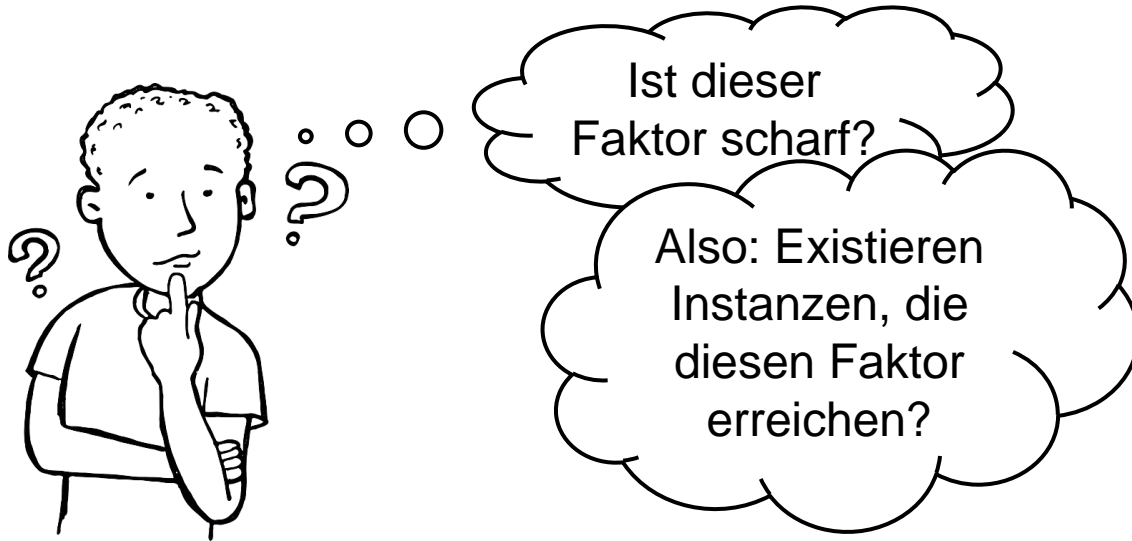 Ist dieser
Faktor scharf?
Also: Existieren
Instanzen, die
diesen Faktor
erreichen?